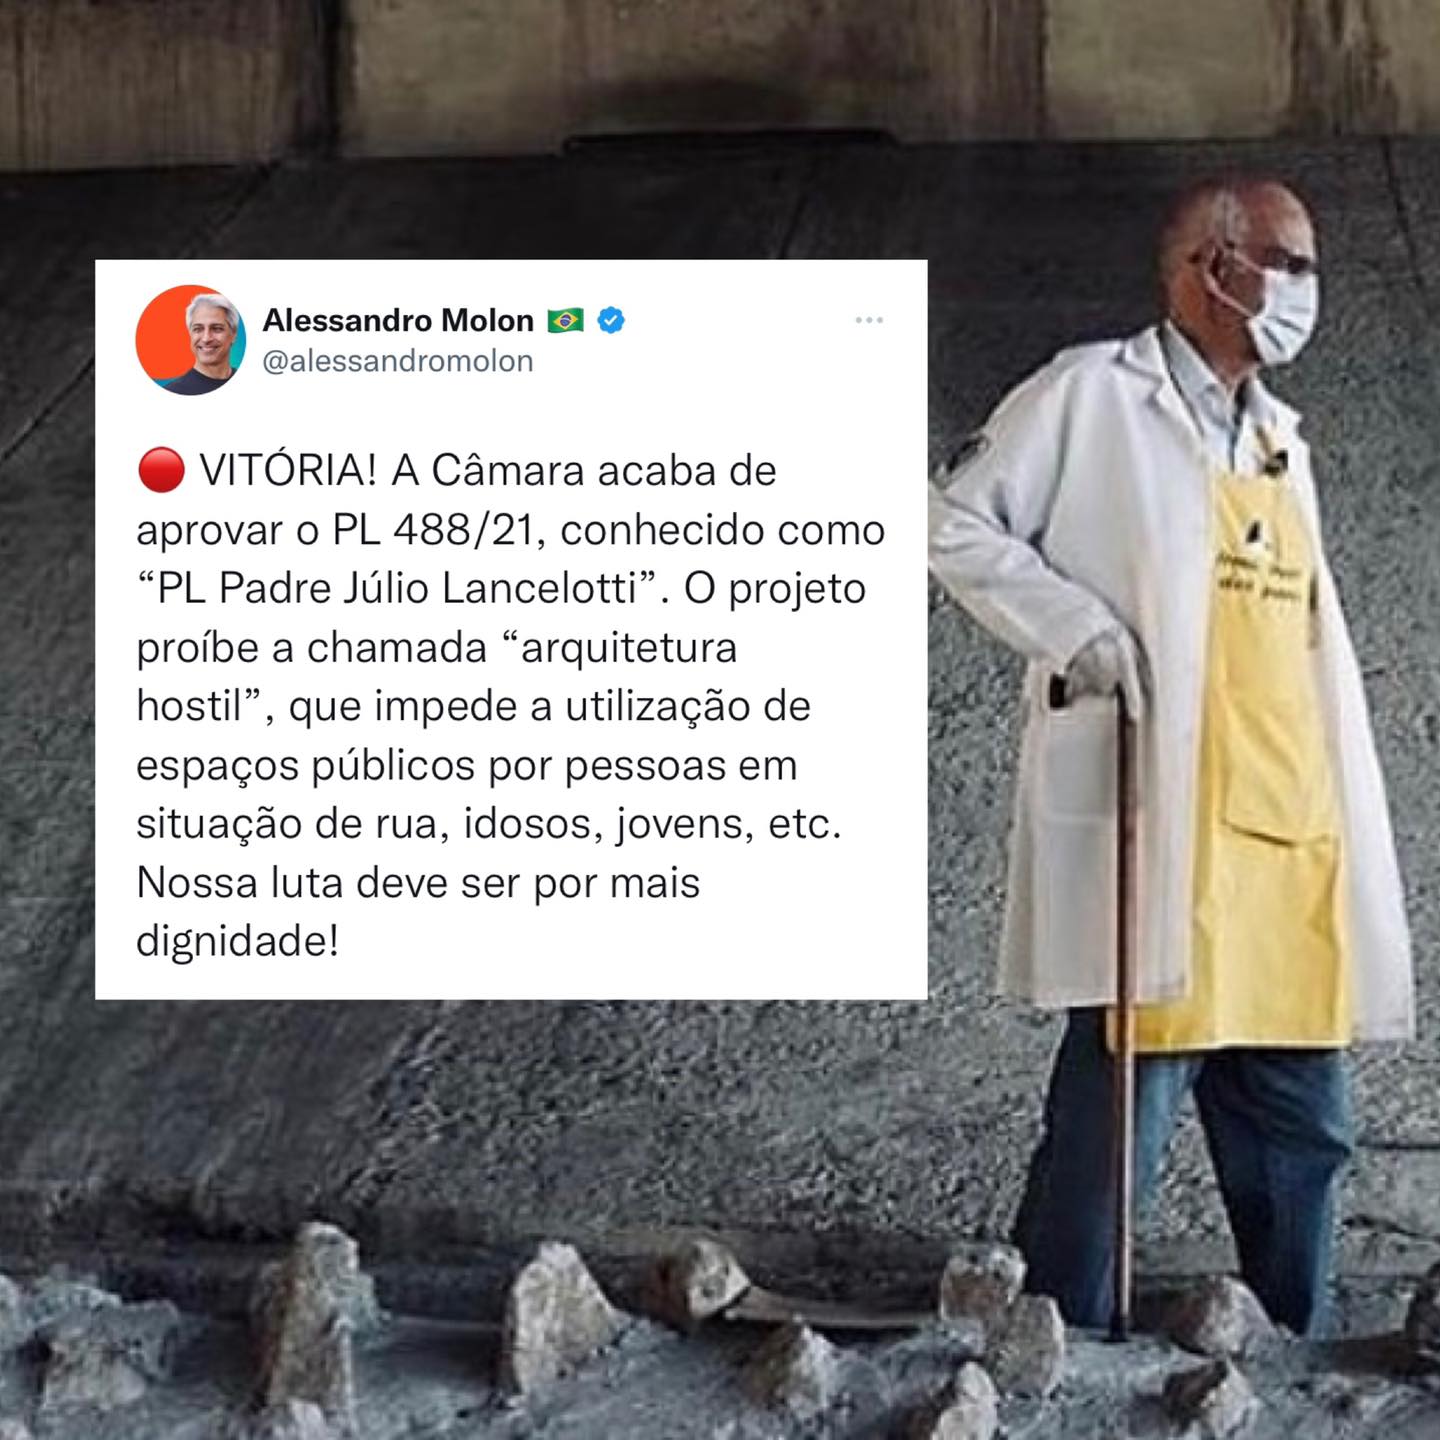 Alessandro Molon 🇧🇷
@alessandromolon
🔴 VITÓRIA! A Câmara acaba de
aprovar o PL 488/21, conhecido como
“PL Padre Júlio Lancelotti”. O projeto
proíbe a chamada “arquitetura
hostil”, que impede a utilização de
espaços públicos por pessoas em
situação de rua, idosos, jovens, etc.
Nossa luta deve ser por mais
dignidade!